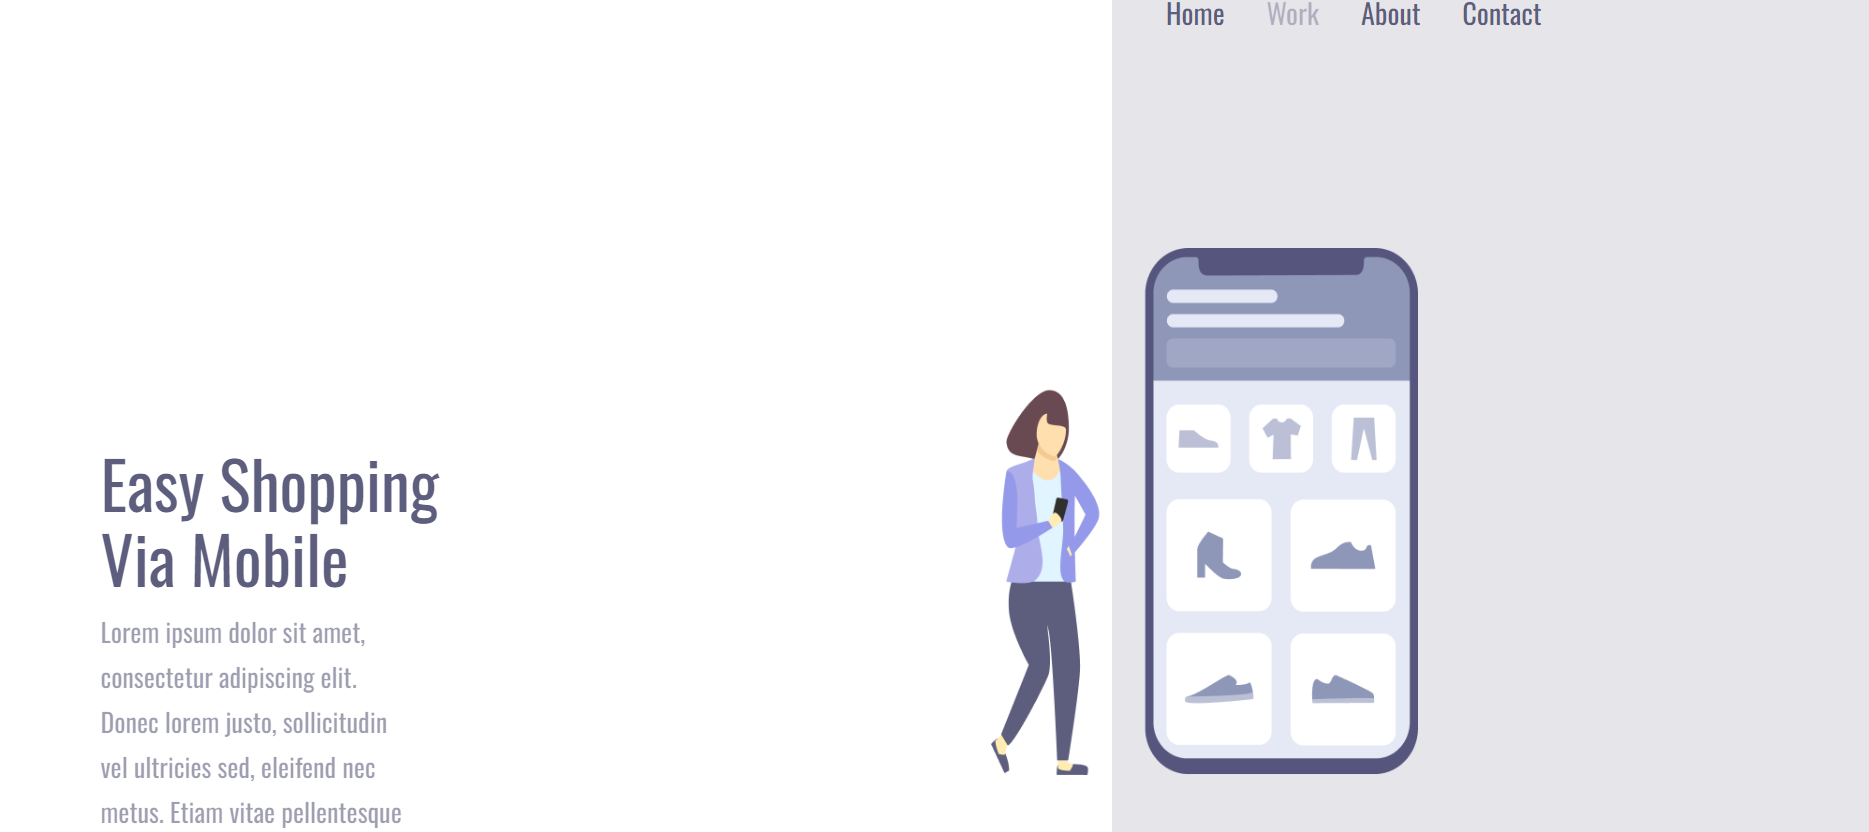 Home Work About Contact
Easy Shopping
Via Mobile
Lorem ipsum dolor sit amet,
consectetur adipiscing elit.
Donec lorem justo, sollicitudin
vel ultricies sed, eleifend nec
metus. Etiam vitae pellentesque